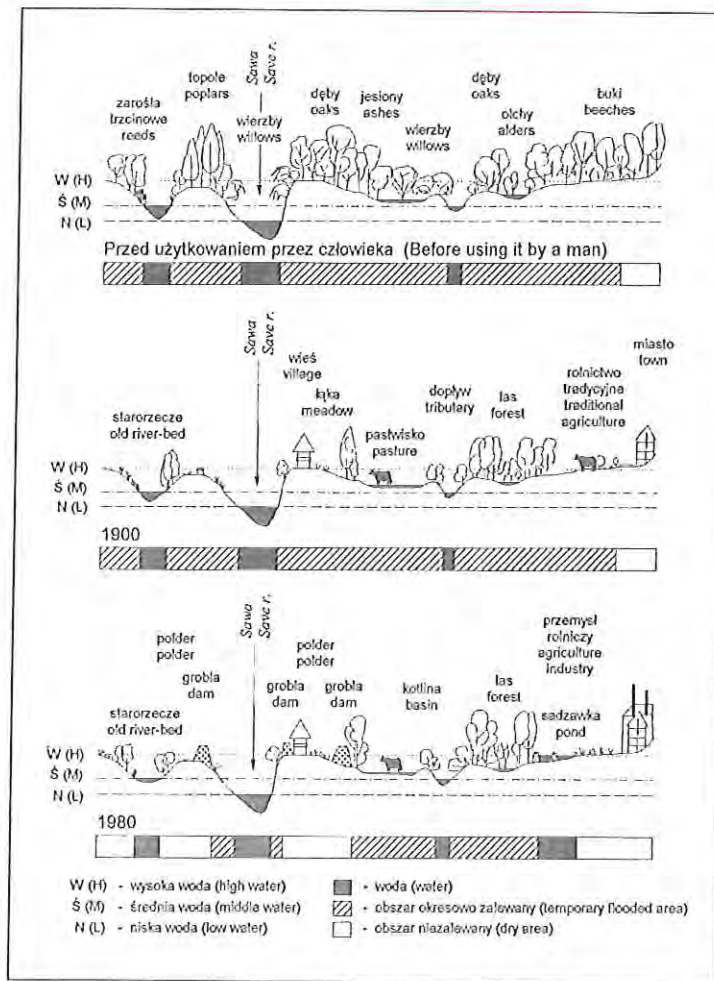 Sawa
Save r.
zarośla
trzcinowe
reeds
topole
poplars
wierzby
willows
dęby
oaks
jesiony
ashes
wierzby
willows
dęby
oaks
olchy
alders
buki
beeches
W (H)
Ś (M)
N (L)
Przed użytkowaniem przez człowieka (Before using it by a man)
Sawa
Save r.
starorzecze
old river-bed
wieś
village
łąka
meadow
pastwisko
pasture
dopływ
tributary
las
forest
rolnictwo
tradycyjne
traditional
agriculture
miasto
town
W (H)
Ś (M)
N (L)
1900
Sawa
Save r.
polder
polder
starorzecze
old river-bed
grobla
dam
polder
polder
grobla
dam
grobla
dam
kotlina
basin
las
forest
przemysł
rolniczy
agriculture
industry
sadzawka
pond
W (H)
Ś (M)
N (L)
1980
W (H) - wysoka woda (high water)
Ś (M) - średnia woda (middle water)
N (L) - niska woda (low water)
- woda (water)
- obszar okresowo zalewany (temporary flooded area)
- obszar niezalewany (dry area)